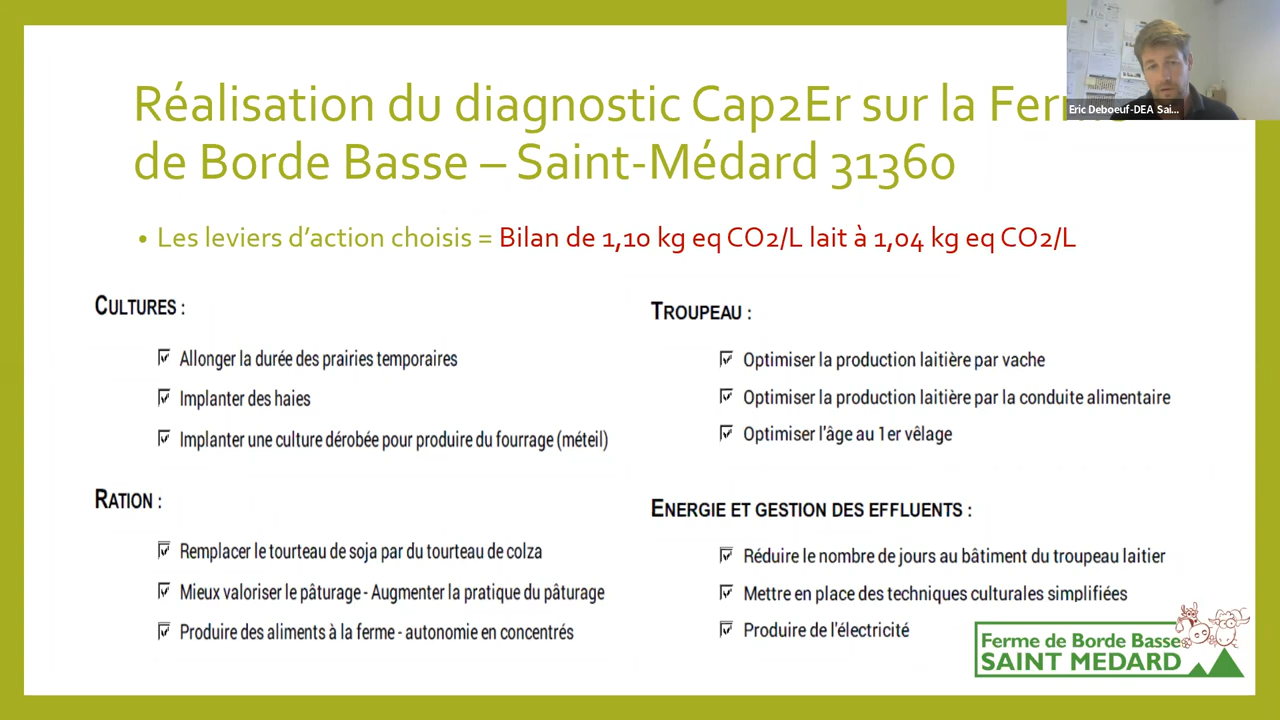 Réalisation du diagnostic Cap2Er sur la
de Borde Basse – Saint-Médard 31360
Eric Deboeuf-DEA Sai...
• Les leviers d'action choisis = Bilan de 1,10 kg eq CO2/L lait à 1,04 kg eq CO2/L
CULTURES :
Allonger la durée des prairies temporaires
Implanter des haies
Implanter une culture dérobée pour produire du fourrage (méteil)
RATION :
Remplacer le tourteau de soja par du tourteau de colza
Mieux valoriser le pâturage - Augmenter la pratique du pâturage
Produire des aliments à la ferme - autonomie en concentrés
TROUPEAU :
Optimiser la production laitière par vache
Optimiser la production laitière par la conduite alimentaire
Optimiser l'âge au 1er vêlage
ENERGIE ET GESTION DES EFFLUENTS :
Réduire le nombre de jours au bâtiment du troupeau laitier
Mettre en place des techniques culturales simplifiées
Produire de l'électricité
Ferme de Borde Basse
SAINT MEDARD